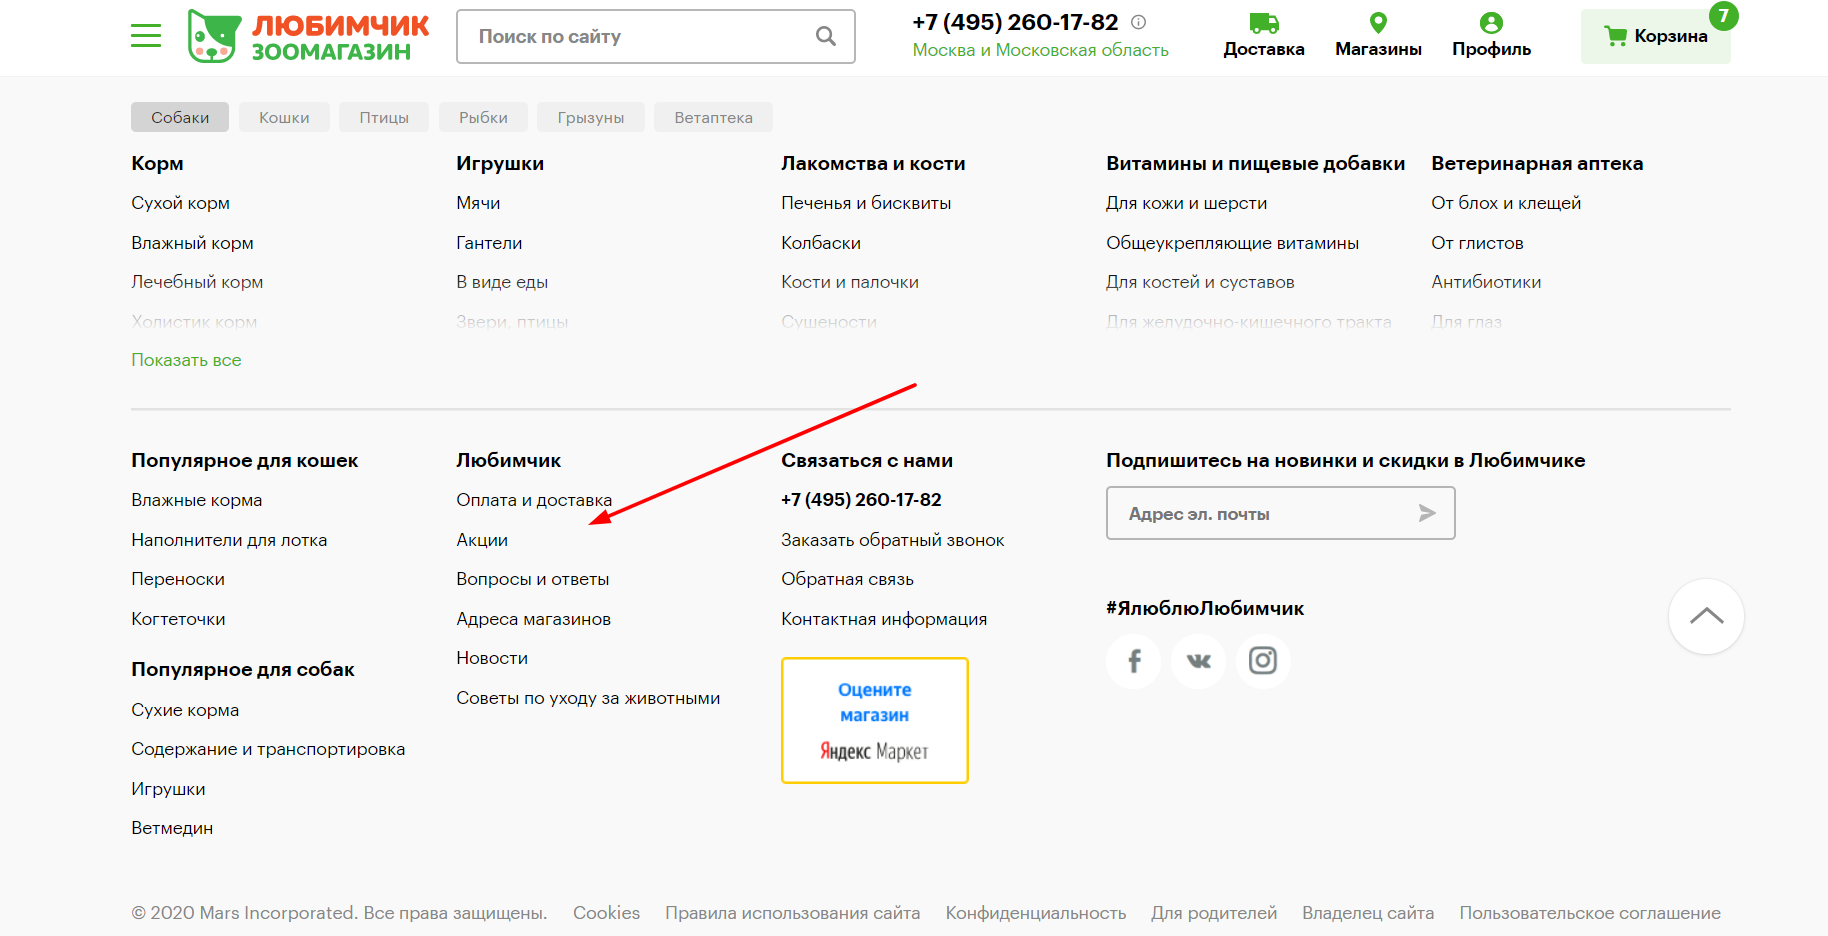 ЛЮБИМЧИК
ЗООМАГАЗИН
Поиск по сайту
+7 (495) 260-17-82
Москва и Московская область
Доставка
Магазины
Профиль
Корзина
7
Собаки
Кошки
Птицы
Рыбки
Грызуны
Ветаптека
Корм
Сухой корм
Влажный корм
Лечебный корм
Холистик корм
Показать все
Игрушки
Мячи
Гантели
В виде еды
Звери, птицы
Лакомства и кости
Печенья и бисквиты
Колбаски
Кости и палочки
Сушености
Витамины и пищевые добавки
Для кожи и шерсти
Общеукрепляющие витамины
Для костей и суставов
Для желудочно-кишечного тракта
Ветеринарная аптека
От блох и клещей
От глистов
Антибиотики
Для глаз
Популярное для кошек
Влажные корма
Наполнители для лотка
Переноски
Когтеточки
Популярное для собак
Сухие корма
Содержание и транспортировка
Игрушки
Ветмедин
Любимчик
Оплата и доставка
Акции
Вопросы и ответы
Адреса магазинов
Новости
Советы по уходу за животными
Связаться с нами
+7 (495) 260-17-82
Заказать обратный звонок
Обратная связь
Контактная информация
Оцените
магазин
Яндекс Маркет
Подпишитесь на новинки и скидки в Любимчике
Адрес эл. почты
#ЯлюблюЛюбимчик
© 2020 Mars Incorporated. Все права защищены.
Cookies
Правила использования сайта
Конфиденциальность
Для родителей
Владелец сайта
Пользовательское соглашение